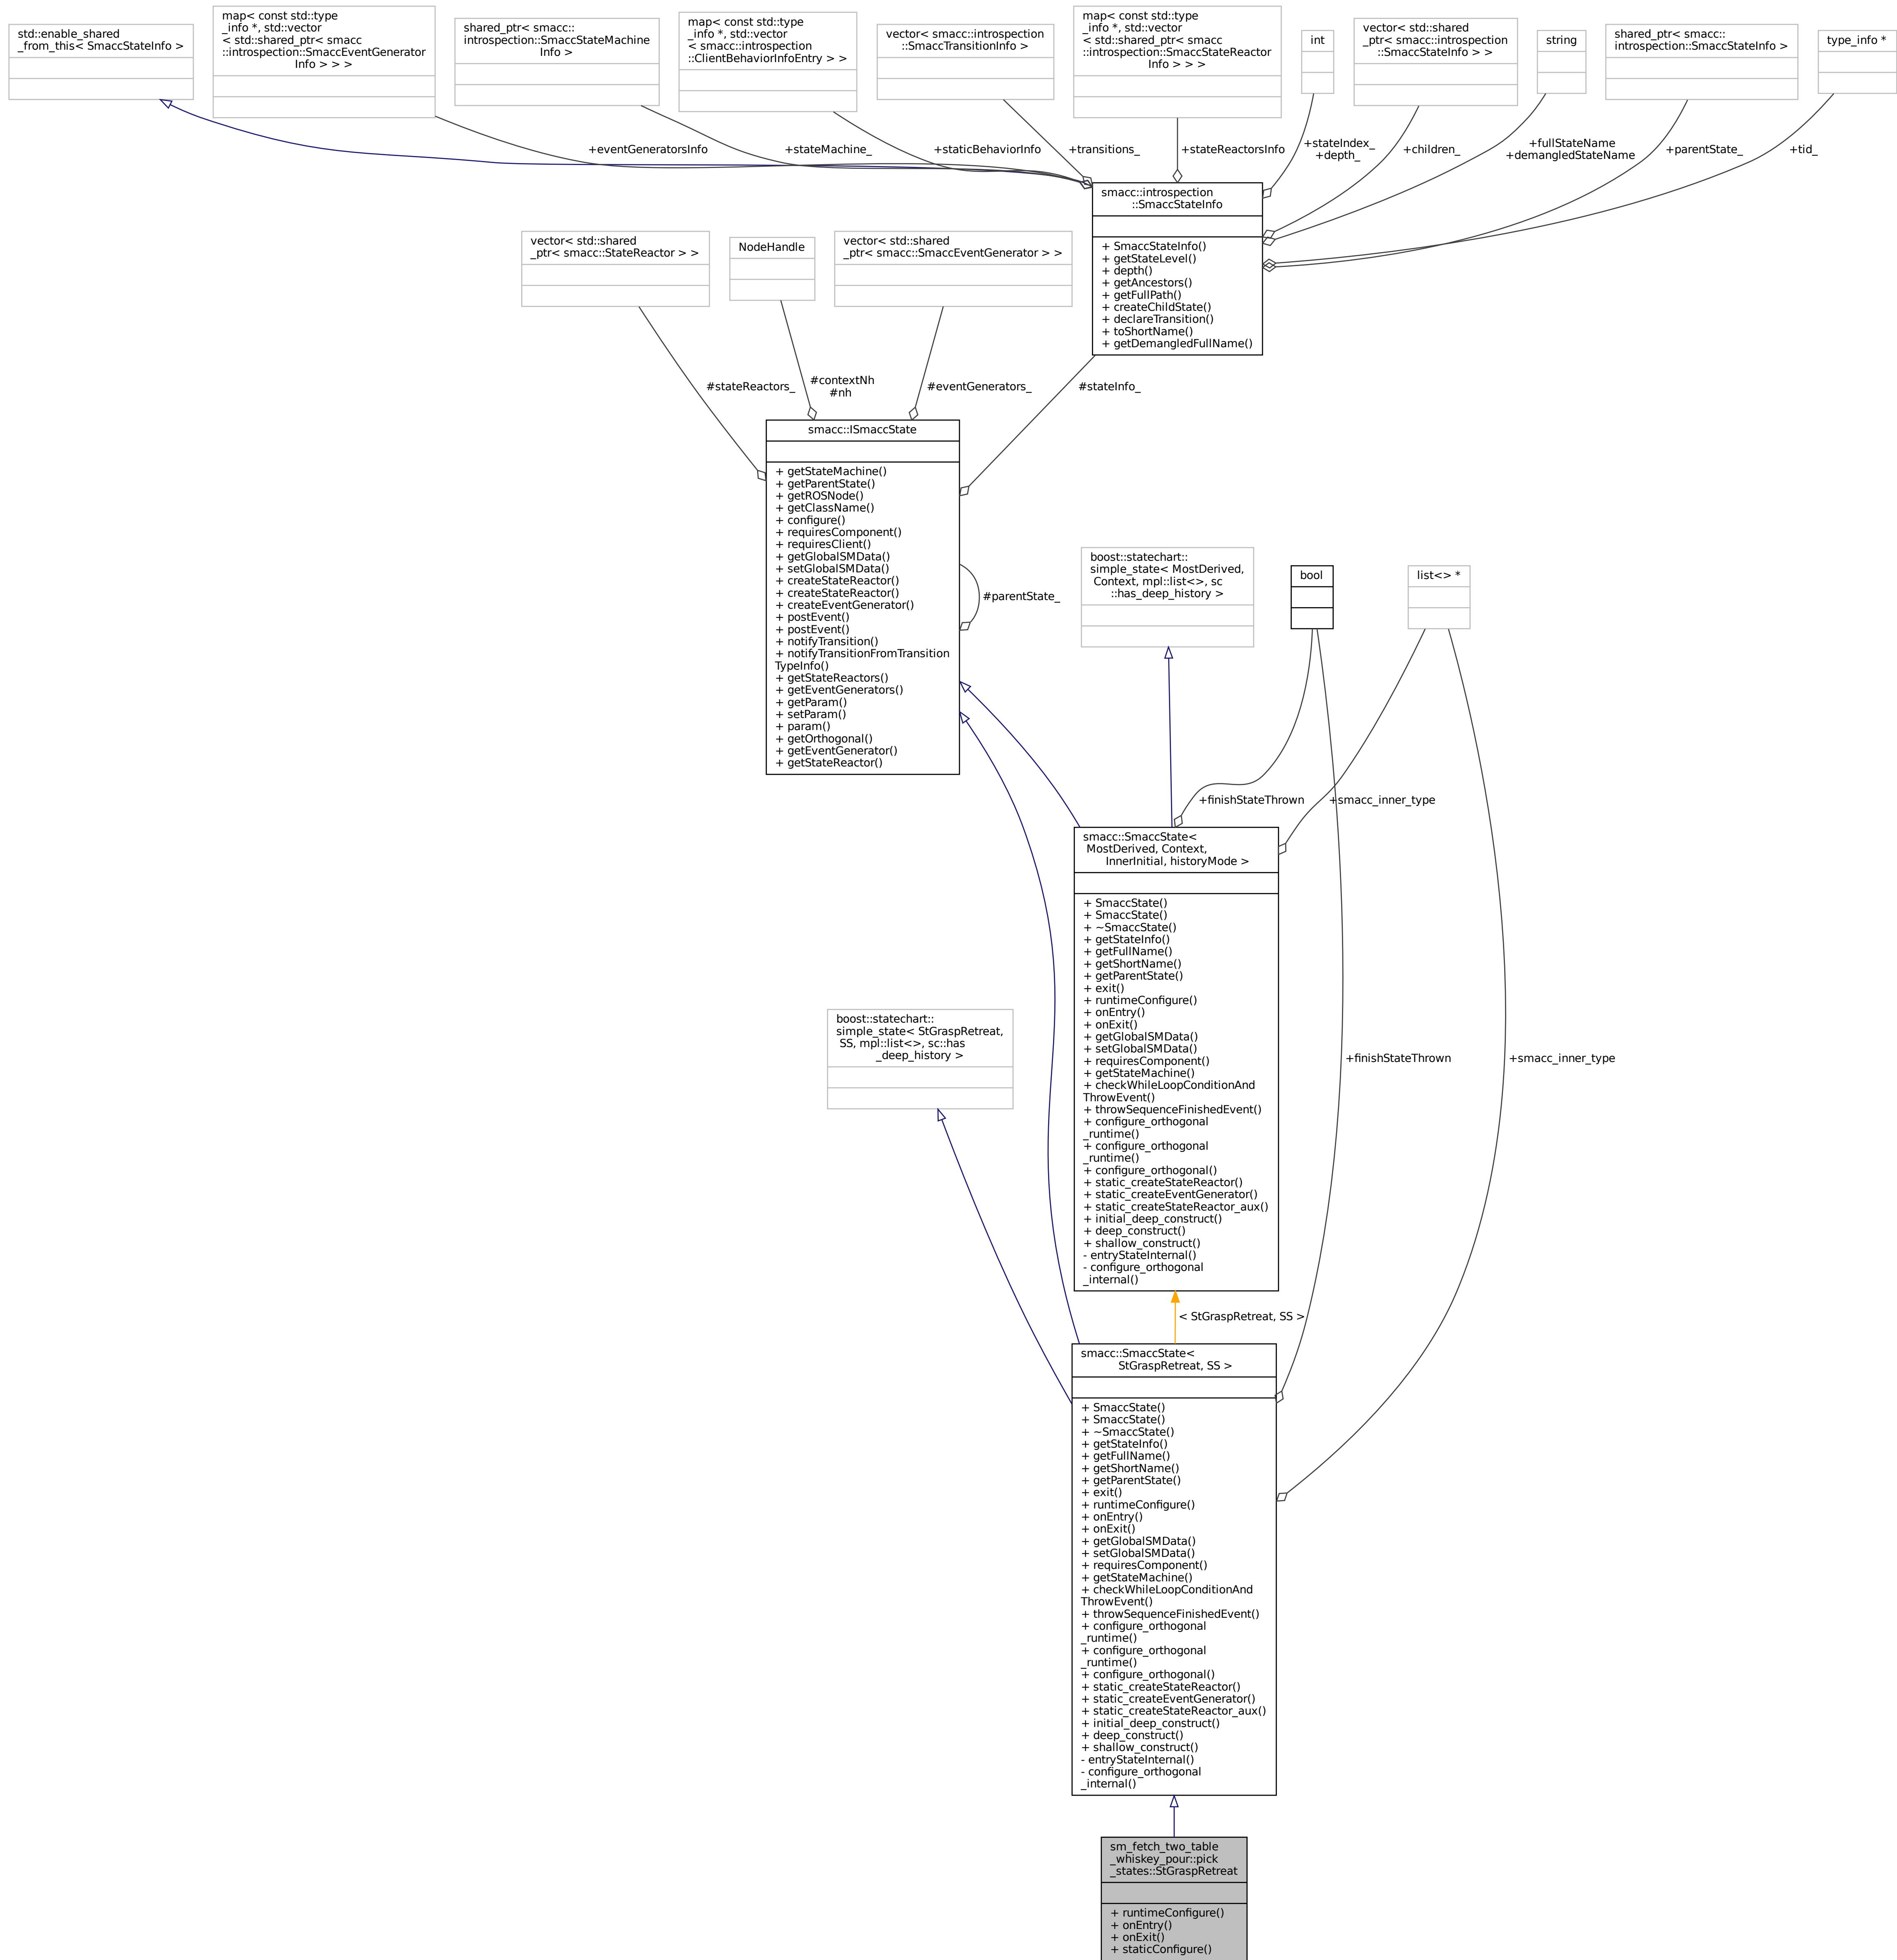 std::enable_shared
_from_this< SmaccStateInfo >
map< const std::type
_info *, std::vector
< std::shared_ptr< smacc
::introspection::SmaccEventGenerator
Info > > >
shared_ptr< smacc::
introspection::SmaccStateMachine
Info >
map< const std::type
_info *, std::vector
< smacc::introspection
::ClientBehaviorInfoEntry > >
vector< smacc::introspection
::SmaccTransitionInfo >
map< const std::type
_info *, std::vector
< std::shared_ptr< smacc
::introspection::SmaccStateReactor
Info > > >
int
vector< std::shared
_ptr< smacc::introspection
::SmaccStateInfo > >
string
shared_ptr< smacc::
introspection::SmaccStateInfo >
type_info *
+eventGeneratorsInfo
+stateMachine_
+staticBehaviorInfo
+transitions_
+stateReactorsInfo
+stateIndex_
+depth_
+children_
+fullStateName
+demangledStateName
+parentState_
+tid_
smacc::introspection
::SmaccStateInfo
+ SmaccStateInfo()
+ getStateLevel()
+ depth()
+ getAncestors()
+ getFullPath()
+ createChildState()
+ declareTransition()
+ toShortName()
+ getDemangledFullName()
vector< std::shared
_ptr< smacc::StateReactor > >
NodeHandle
vector< std::shared
_ptr< smacc::SmaccEventGenerator > >
#stateReactors_
#contextNh
#nh
#eventGenerators_
#stateInfo_
smacc::ISmaccState
+ getStateMachine()
+ getParentState()
+ getROSNode()
+ getClassName()
+ configure()
+ requiresComponent()
+ requiresClient()
+ getGlobalSMData()
+ setGlobalSMData()
+ createStateReactor()
+ createStateReactor()
+ createEventGenerator()
+ postEvent()
+ postEvent()
+ notifyTransition()
+ notifyTransitionFromTransition
TypeInfo()
+ getStateReactors()
+ getEventGenerators()
+ getParam()
+ setParam()
+ param()
+ getOrthogonal()
+ getEventGenerator()
+ getStateReactor()
#parentState_
boost::statechart::
simple_state< MostDerived,
Context, mpl::list<>, sc
::has_deep_history >
bool
list<> *
+finishStateThrown
+smacc_inner_type
smacc::SmaccState<
MostDerived, Context,
InnerInitial, historyMode >
+ SmaccState()
+ SmaccState()
+ ~SmaccState()
+ getStateInfo()
+ getFullName()
+ getShortName()
+ getParentState()
+ exit()
+ runtimeConfigure()
+ onEntry()
+ onExit()
+ getGlobalSMData()
+ setGlobalSMData()
+ requiresComponent()
+ getStateMachine()
+ checkWhileLoopConditionAnd
ThrowEvent()
+ throwSequenceFinishedEvent()
+ configure_orthogonal
_runtime()
+ configure_orthogonal
_runtime()
+ configure_orthogonal()
+ static_createStateReactor()
+ static_createEventGenerator()
+ static_createStateReactor_aux()
+ initial_deep_construct()
+ deep_construct()
+ shallow_construct()
- entryStateInternal()
- configure_orthogonal
_internal()
boost::statechart::
simple_state< StGraspRetreat,
SS, mpl::list<>, sc::has
_deep_history >
+finishStateThrown
+smacc_inner_type
< StGraspRetreat, SS >
smacc::SmaccState<
StGraspRetreat, SS >
+ SmaccState()
+ SmaccState()
+ ~SmaccState()
+ getStateInfo()
+ getFullName()
+ getShortName()
+ getParentState()
+ exit()
+ runtimeConfigure()
+ onEntry()
+ onExit()
+ getGlobalSMData()
+ setGlobalSMData()
+ requiresComponent()
+ getStateMachine()
+ checkWhileLoopConditionAnd
ThrowEvent()
+ throwSequenceFinishedEvent()
+ configure_orthogonal
_runtime()
+ configure_orthogonal
_runtime()
+ configure_orthogonal()
+ static_createStateReactor()
+ static_createEventGenerator()
+ static_createStateReactor_aux()
+ initial_deep_construct()
+ deep_construct()
+ shallow_construct()
- entryStateInternal()
- configure_orthogonal
_internal()
sm_fetch_two_table
_whiskey_pour::pick
_states::StGraspRetreat
+ runtimeConfigure()
+ onEntry()
+ onExit()
+ staticConfigure()